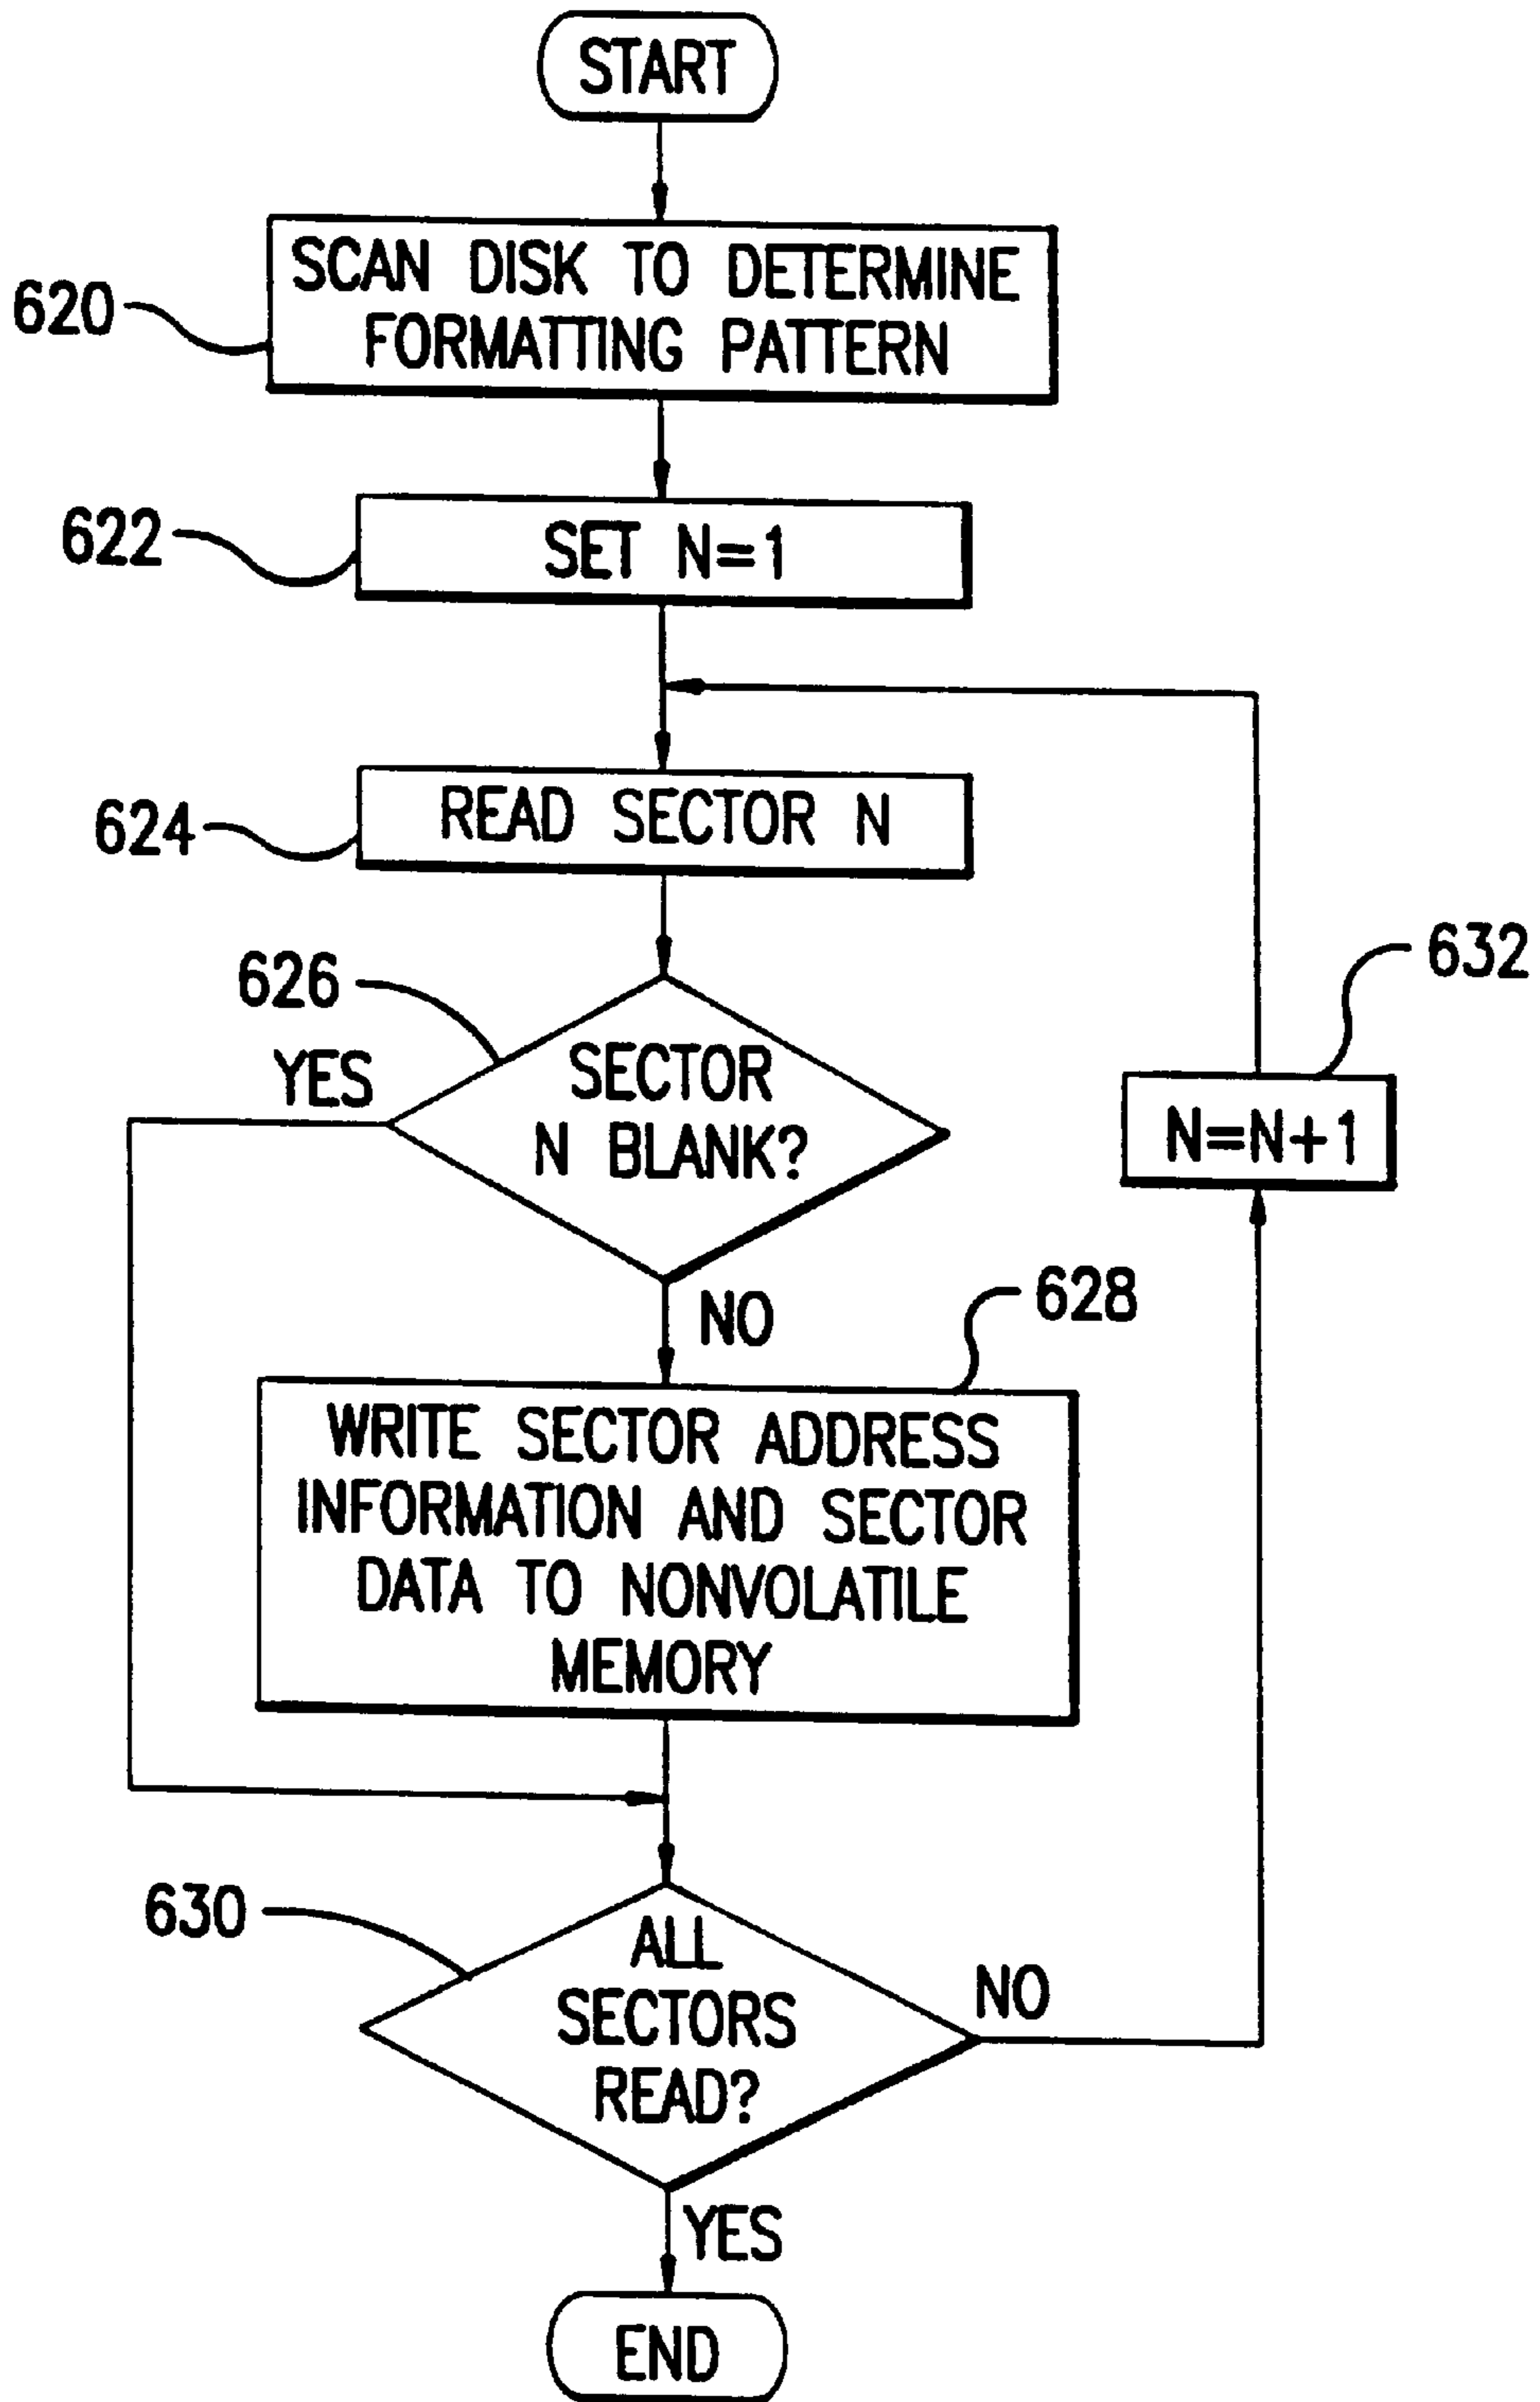 START
620
SCAN DISK TO DETERMINE
FORMATTING PATTERN
622
SET N=1
624
READ SECTOR N
626
YES
SECTOR
N BLANK?
632
N=N+1
NO
628
WRITE SECTOR ADDRESS
INFORMATION AND SECTOR
DATA TO NONVOLATILE
MEMORY
630
ALL
SECTORS
READ?
NO
YES
END